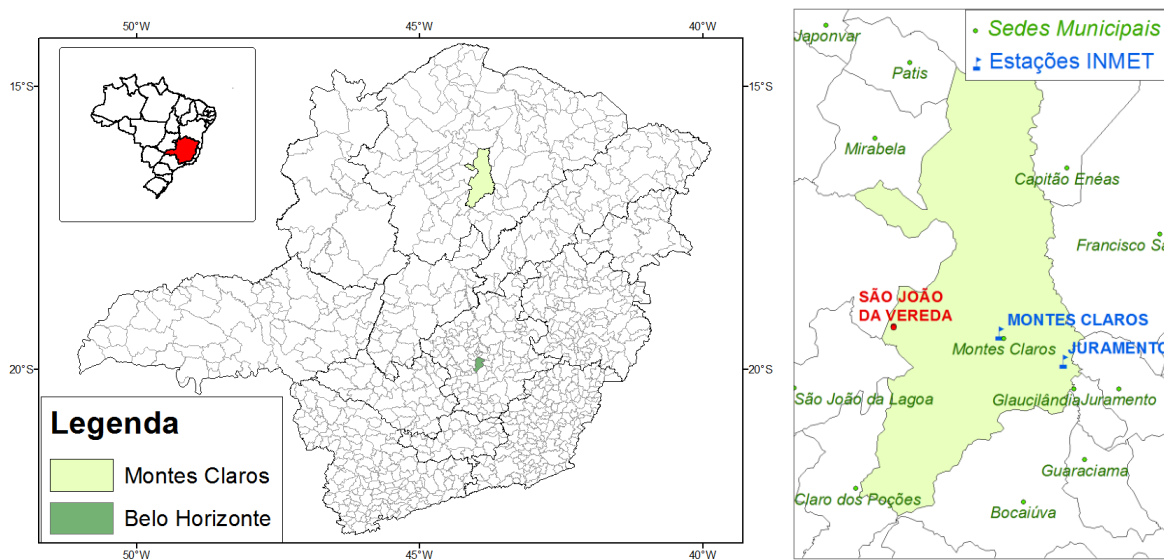 50°W
45°W
40°W
15°S
15°S
20°S
20°S
Legenda
Montes Claros
Belo Horizonte
50°W
45°W
40°W
Sedes Municipais
Estações INMET
Japonvar
Patis
Mirabela
Capitão Enéas
Francisco Sa
SÃO JOÃO
DA VEREDA
MONTES CLAROS
Montes Claros
JURAMENTO
São João da Lagoa
Glaucilândia
Juramento
Guaraciama
Claro dos Poções
Bocaiúva